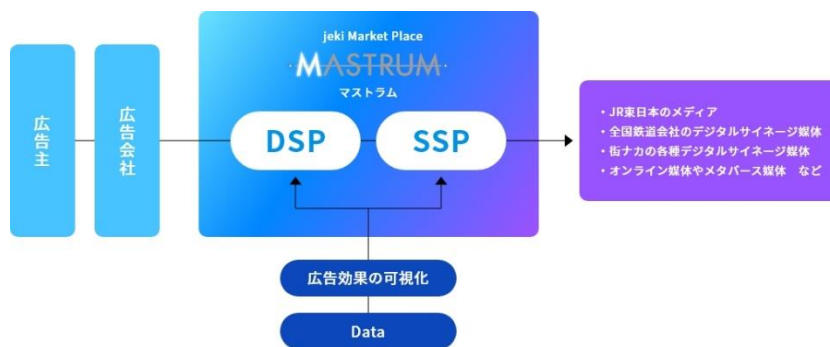 広告主
広告会社
jeki Market Place
MASTRUM
マストラム
DSP
SSP
・JR東日本のメディア
・全国鉄道会社のデジタルサイネージ媒体
・街ナカの各種デジタルサイネージ媒体
・オンライン媒体やメタバース媒体　など
広告効果の可視化
Data